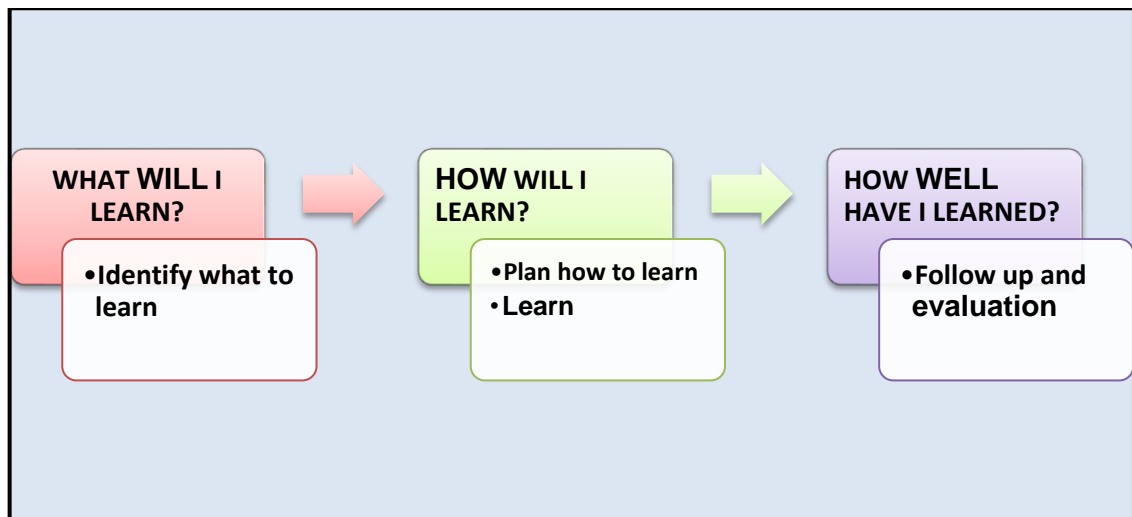 WHAT WILL I
LEARN?
•Identify what to
learn
HOW WILL I
LEARN?
•Plan how to learn
•Learn
HOW WELL
HAVE I LEARNED?
•Follow up and
evaluation